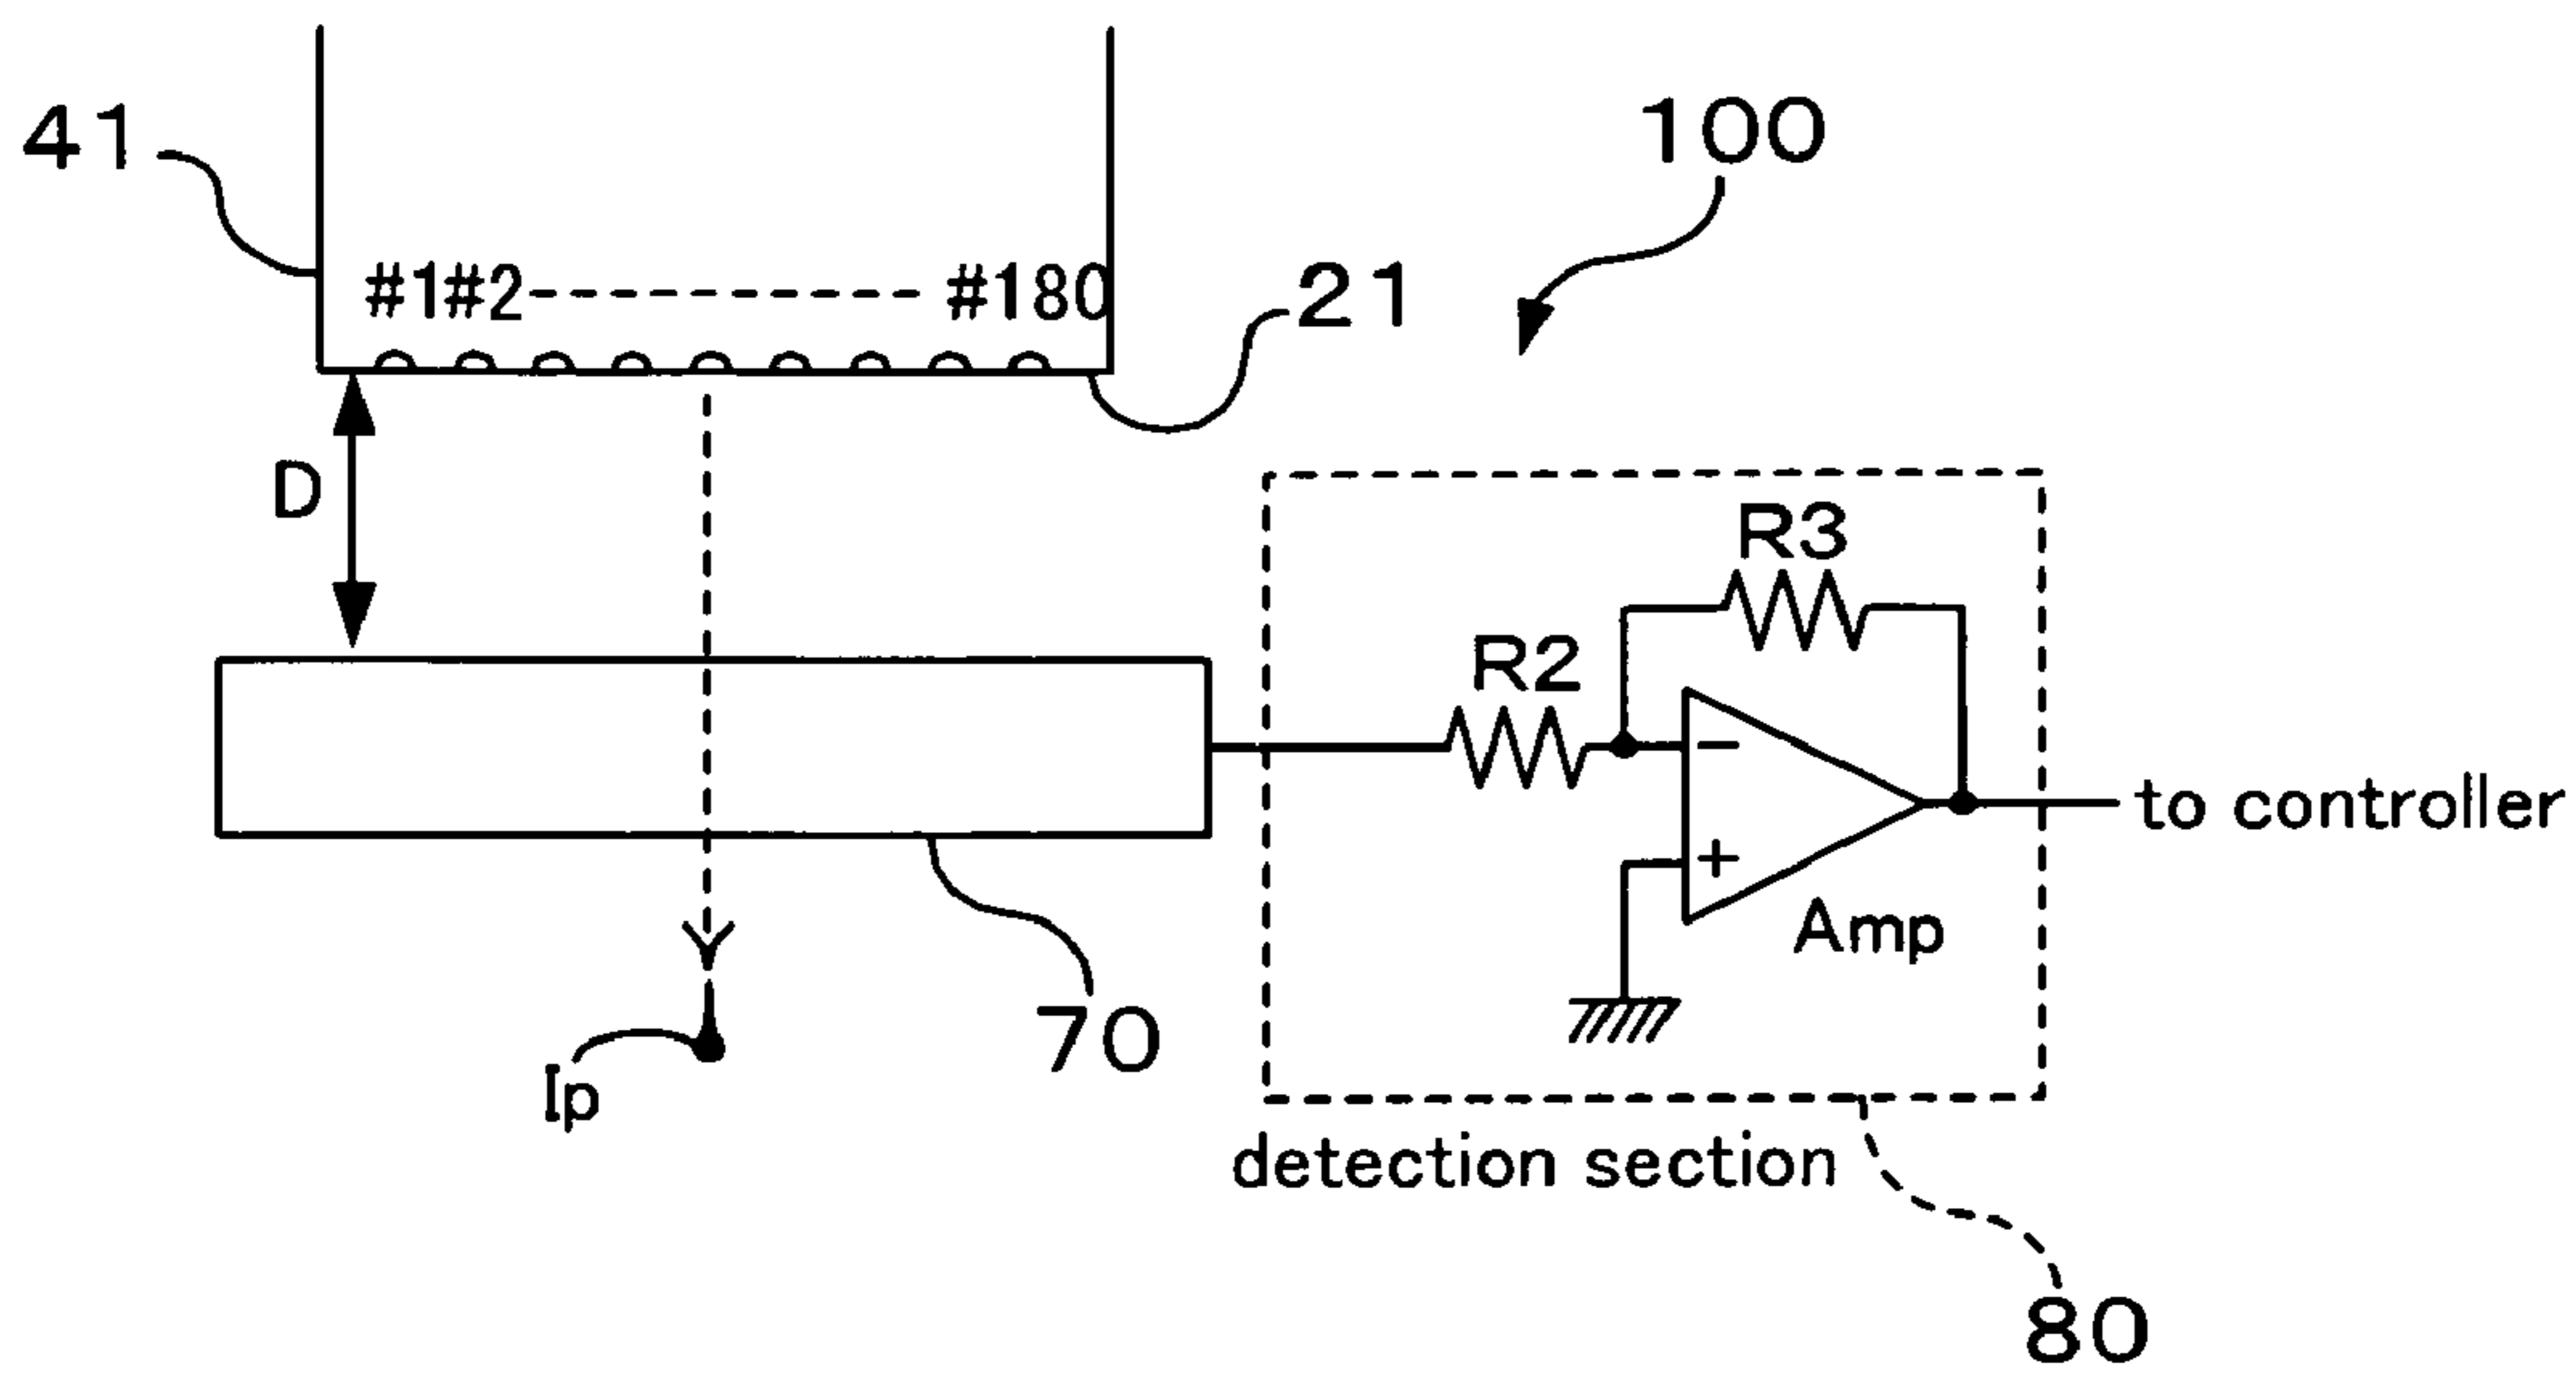 41
100
#1#2---------- #180
21
D
R3
R2
−
to controller
+
Amp
70
Ip
detection section
80